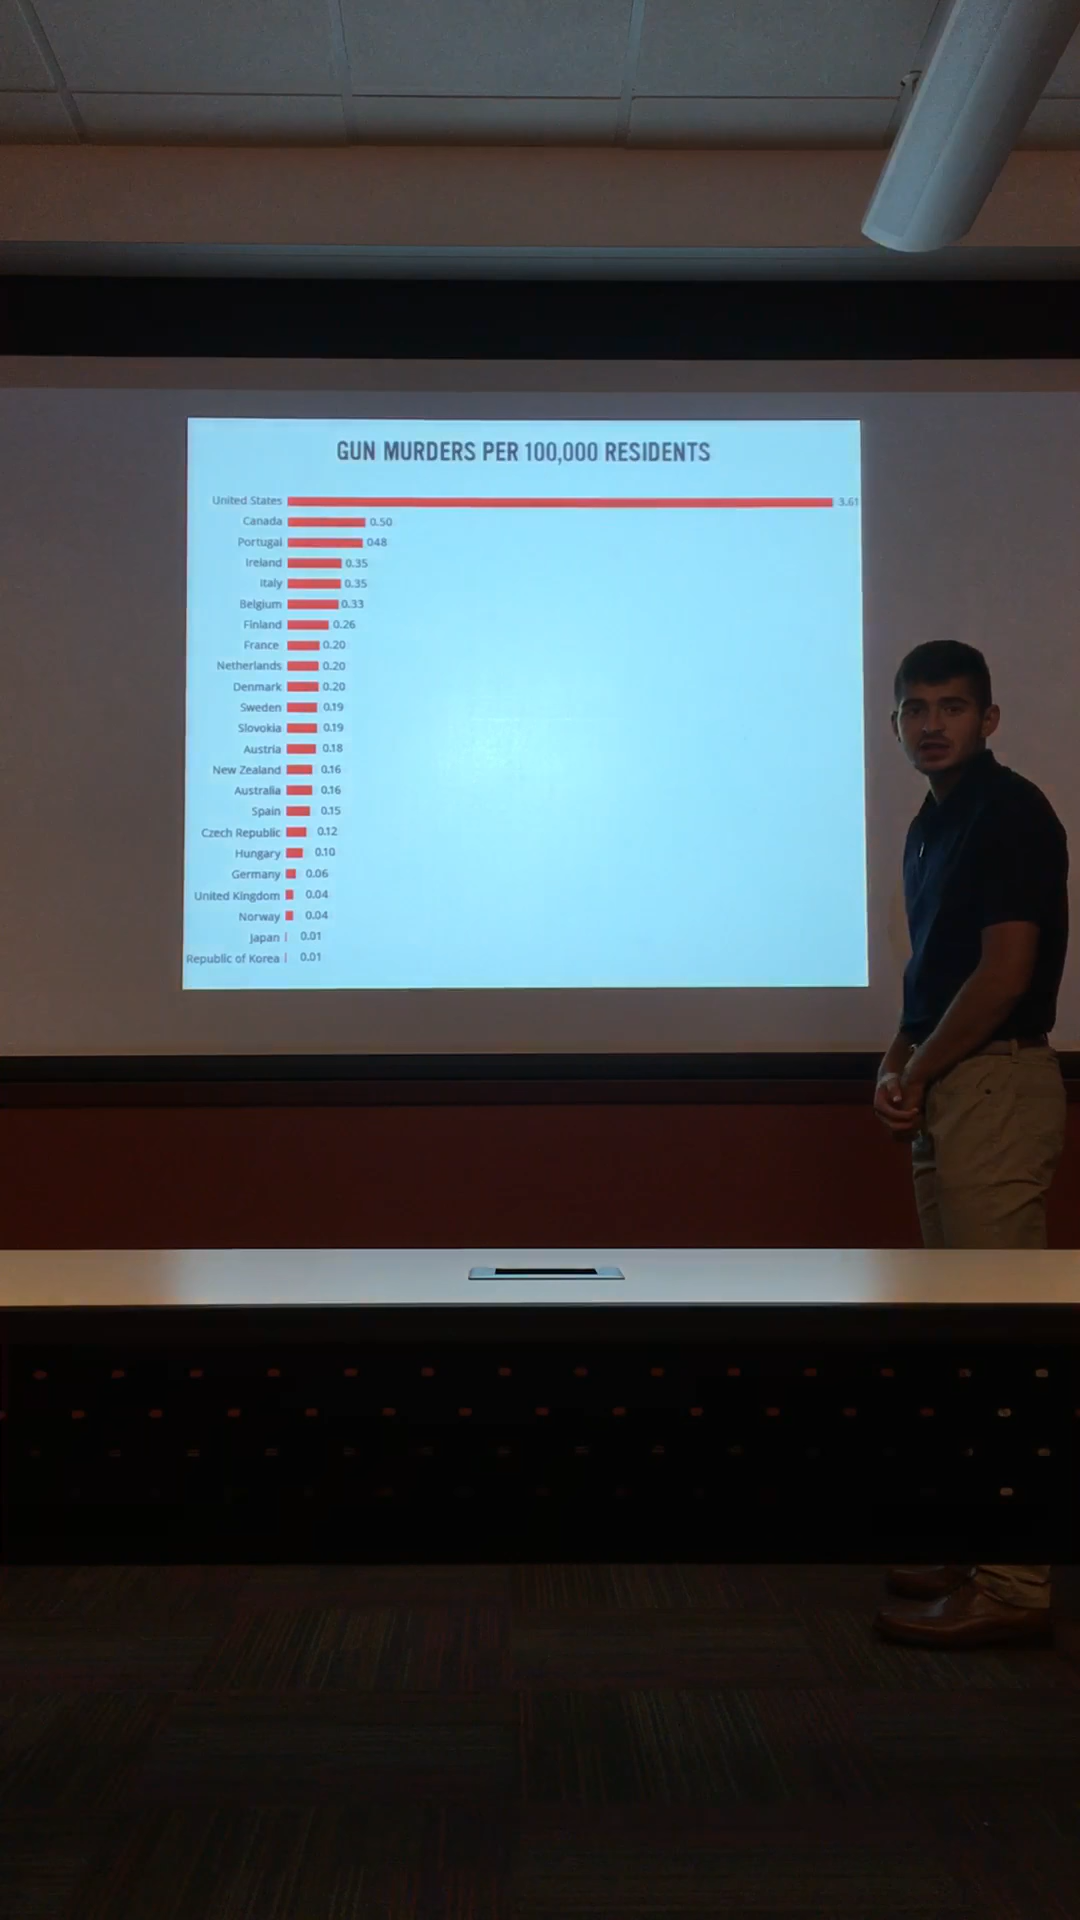 GUN MURDERS PER 100,000 RESIDENTS
United States 3.61
Canada 0.50
Portugal 048
Ireland 0.35
Italy 0.35
Belgium 0.33
Finland 0.26
France 0.20
Netherlands 0.20
Denmark 0.20
Sweden 0.19
Slovokia 0.19
Austria 0.18
New Zealand 0.16
Australia 0.16
Spain 0.15
Czech Republic 0.12
Hungary 0.10
Germany 0.06
United Kingdom 0.04
Norway 0.04
Japan 0.01
Republic of Korea 0.01